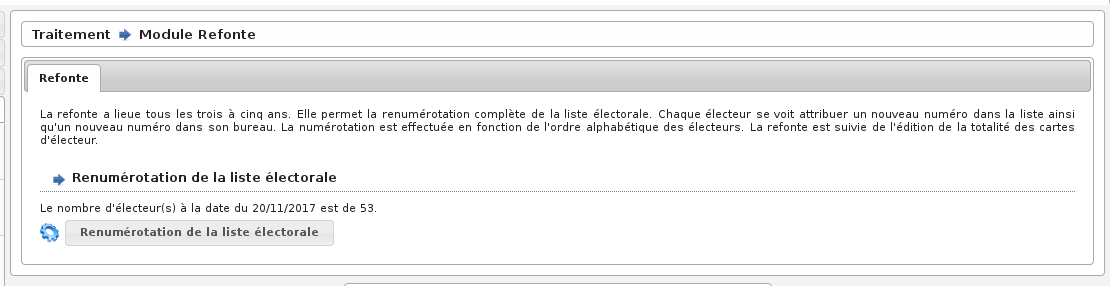 Traitement Module Refonte
Refonte
La refonte a lieue tous les trois à cinq ans. Elle permet la renumérotation complète de la liste électorale. Chaque électeur se voit attribuer un nouveau numéro dans la liste ainsi
qu'un nouveau numéro dans son bureau. La numérotation est effectuée en fonction de l'ordre alphabétique des électeurs. La refonte est suivie de l'édition de la totalité des cartes
d'électeur.
Renumérotation de la liste électorale
Le nombre d'électeur(s) à la date du 20/11/2017 est de 53.
Renumérotation de la liste électorale